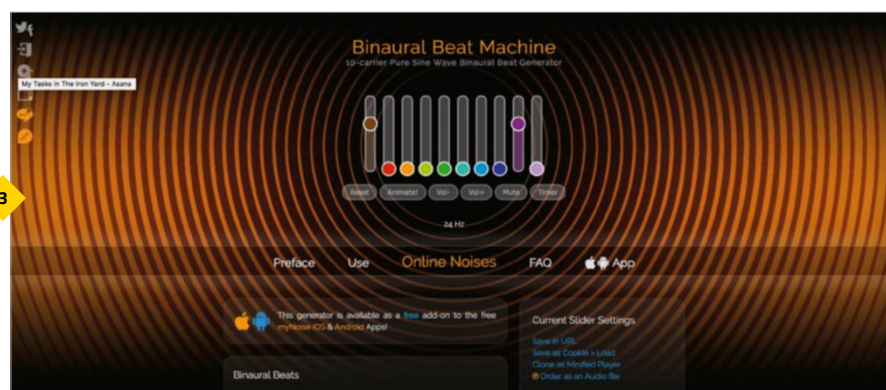 Binaural Beat Machine
10-carrier Pure Sine Wave Binaural Beat Generator
My Tasks in The Iron Yard - Asana
3
Reset Animate! Vol- Vol+ Mute Timer
24 Hz
Preface Use Online Noises FAQ App
This generator is available as a free add-on to the free
myNoise iOS & Android Apps!
Current Slider Settings
Save in URL
Save as Cookie > Load
Clone as Minified Player
Order as an Audio file
Binaural Beats